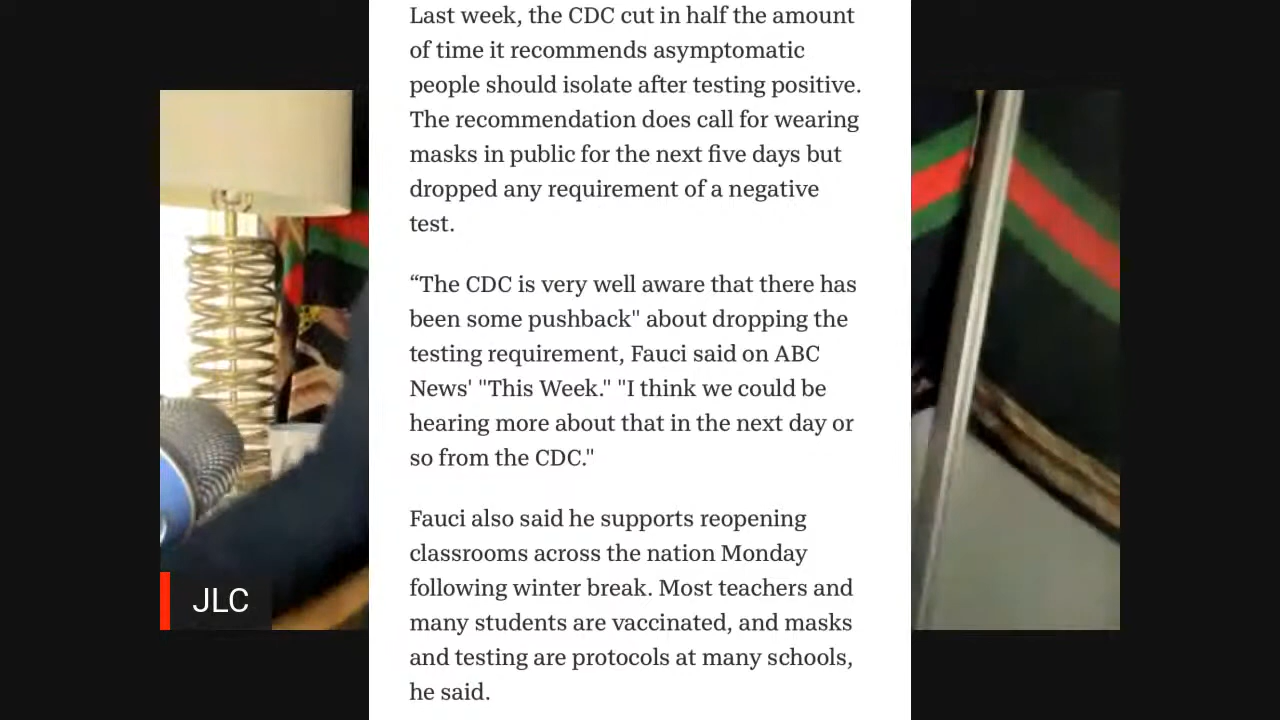 Last week, the CDC cut in half the amount
of time it recommends asymptomatic
people should isolate after testing positive.
The recommendation does call for wearing
masks in public for the next five days but
dropped any requirement of a negative
test.
“The CDC is very well aware that there has
been some pushback" about dropping the
testing requirement, Fauci said on ABC
News' "This Week." "I think we could be
hearing more about that in the next day or
so from the CDC."
Fauci also said he supports reopening
classrooms across the nation Monday
following winter break. Most teachers and
many students are vaccinated, and masks
and testing are protocols at many schools,
he said.
JLC